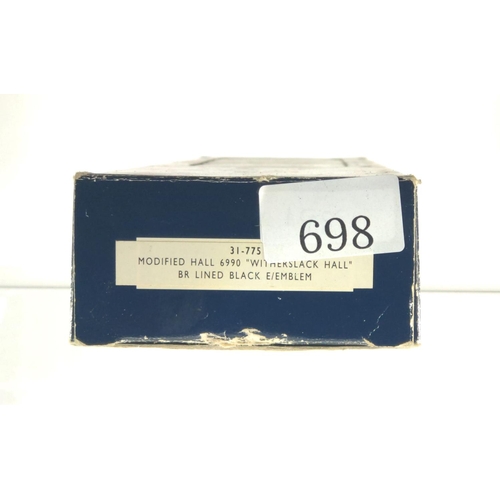 698
31-775
MODIFIED HALL 6990 "WITHERSLACK HALL"
BR LINED BLACK E/EMBLEM